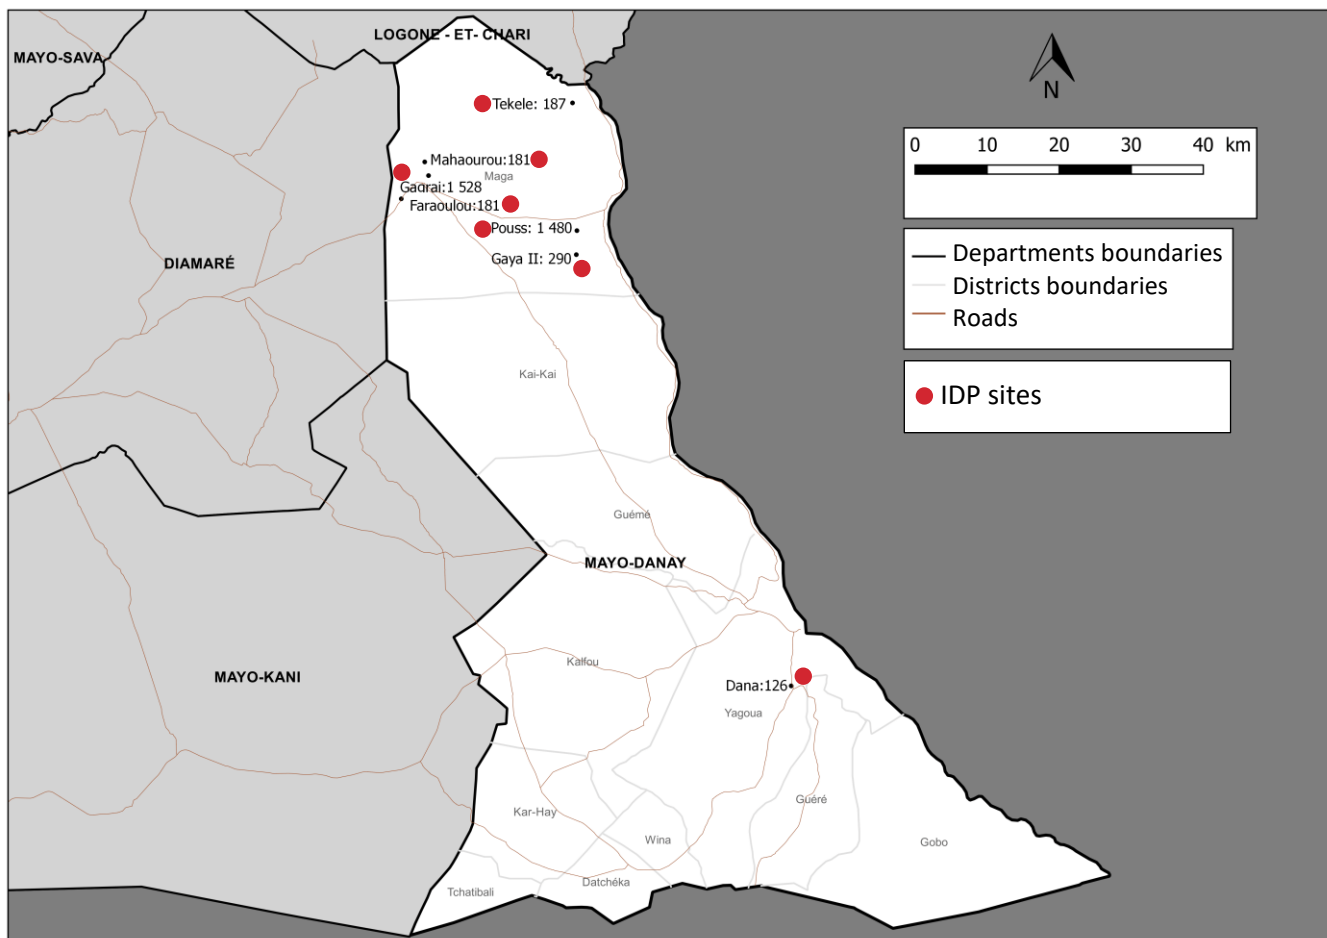 LOGONE - ET- CHARI
MAYO-SAVA
N
Tekele: 187
0 10 20 30 40 km
Mahaourou:181
Maga
Gagrai:1 528
Faraoulou:181
Pouss: 1 480
Gaya II: 290
DIAMARÉ
Departments boundaries
Districts boundaries
Roads
Kai-Kai
IDP sites
Guémé
MAYO-DANAY
Kalfou
MAYO-KANI
Dana:126
Yagoua
Guéré
Kar-Hay
Wina
Gobo
Tchatibali
Datchéka